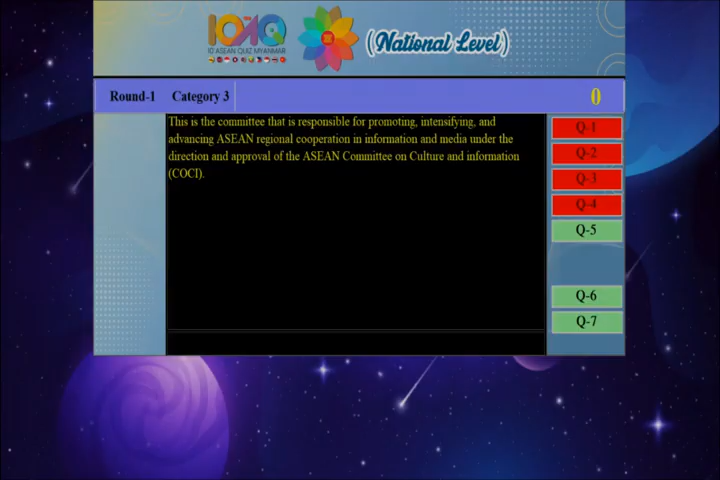 10 ASEAN QUIZ MYANMAR
(National Level)
Round-1 Category 3 0
This is the committee that is responsible for promoting, intensifying, and
advancing ASEAN regional cooperation in information and media under the
direction and approval of the ASEAN Committee on Culture and information
(COCI).
Q-1
Q-2
Q-3
Q-4
Q-5
Q-6
Q-7